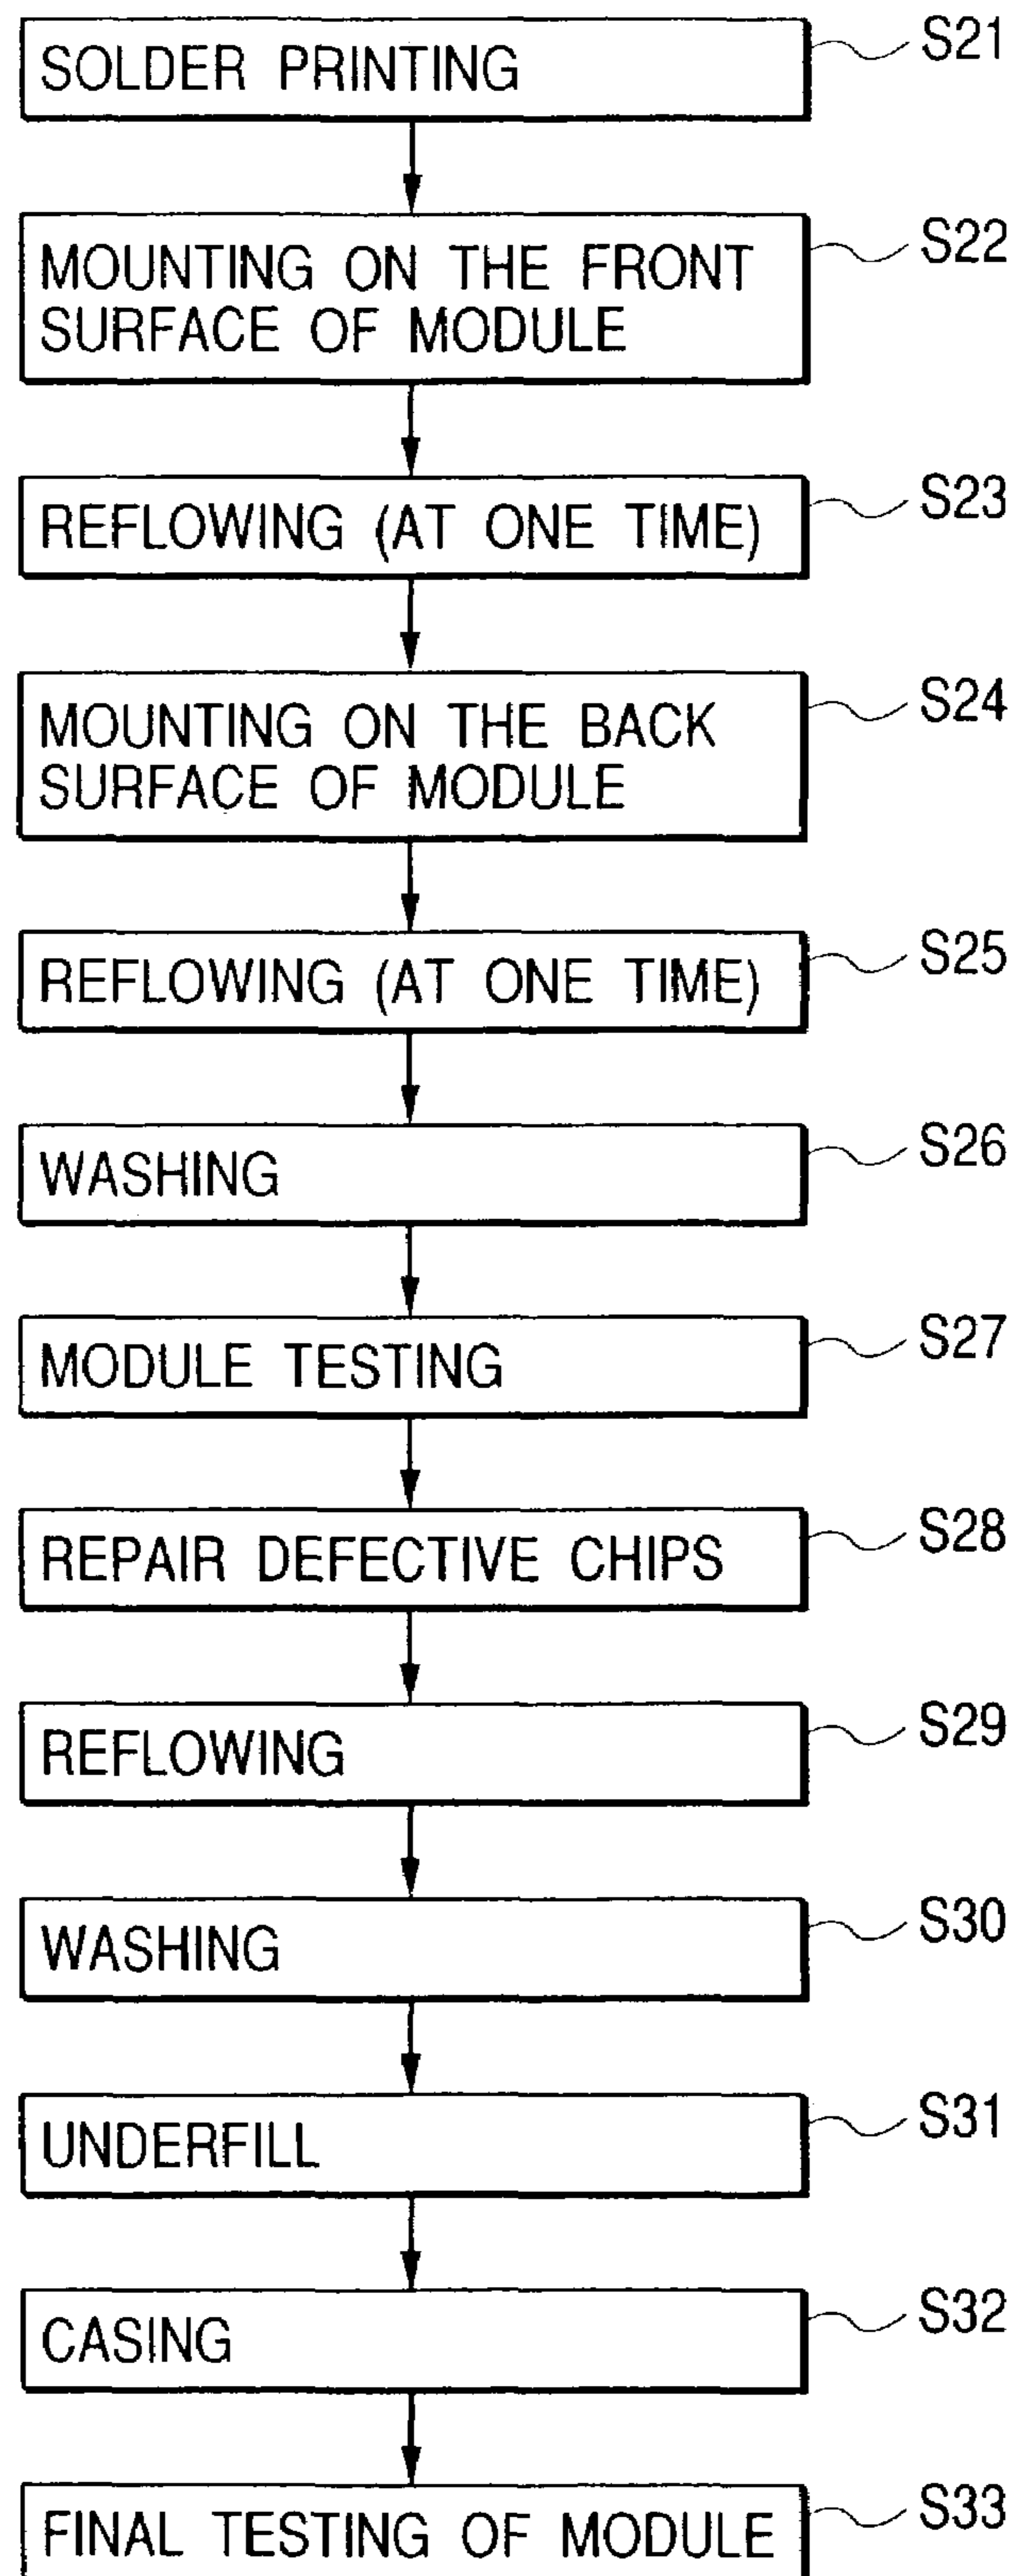 SOLDER PRINTING
S21
MOUNTING ON THE FRONT
SURFACE OF MODULE
S22
REFLOWING (AT ONE TIME)
S23
MOUNTING ON THE BACK
SURFACE OF MODULE
S24
REFLOWING (AT ONE TIME)
S25
WASHING
S26
MODULE TESTING
S27
REPAIR DEFECTIVE CHIPS
S28
REFLOWING
S29
WASHING
S30
UNDERFILL
S31
CASING
S32
FINAL TESTING OF MODULE
S33